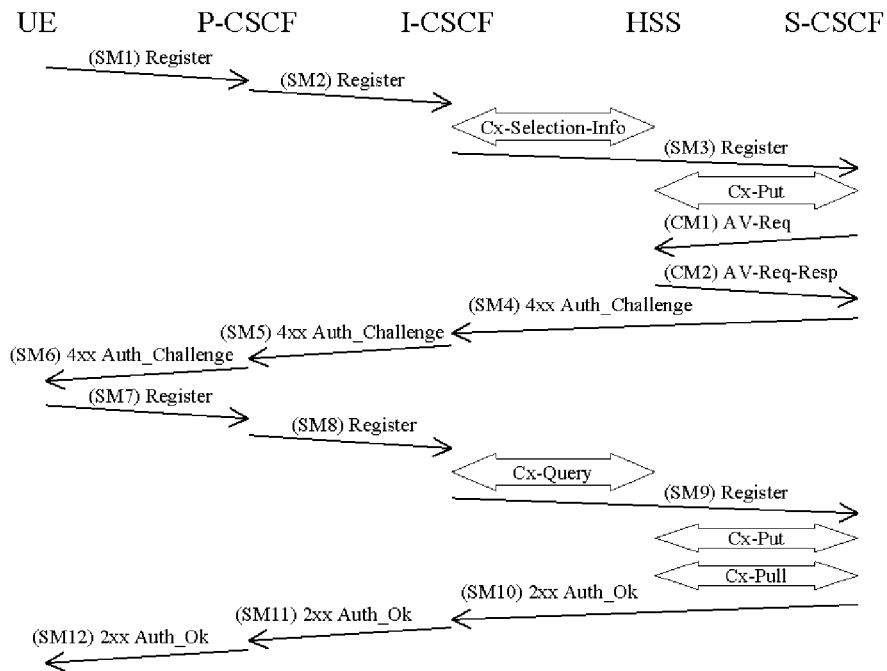 UE P-CSCF I-CSCF HSS S-CSCF
(SM1) Register
(SM2) Register
Cx-Selection-Info
(SM3) Register
Cx-Put
(CM1) AV-Req
(CM2) AV-Req-Resp
(SM4) 4xx Auth_Challenge
(SM5) 4xx Auth_Challenge
(SM6) 4xx Auth_Challenge
(SM7) Register
(SM8) Register
Cx-Query
(SM9) Register
Cx-Put
Cx-Pull
(SM10) 2xx Auth_Ok
(SM11) 2xx Auth_Ok
(SM12) 2xx Auth_Ok